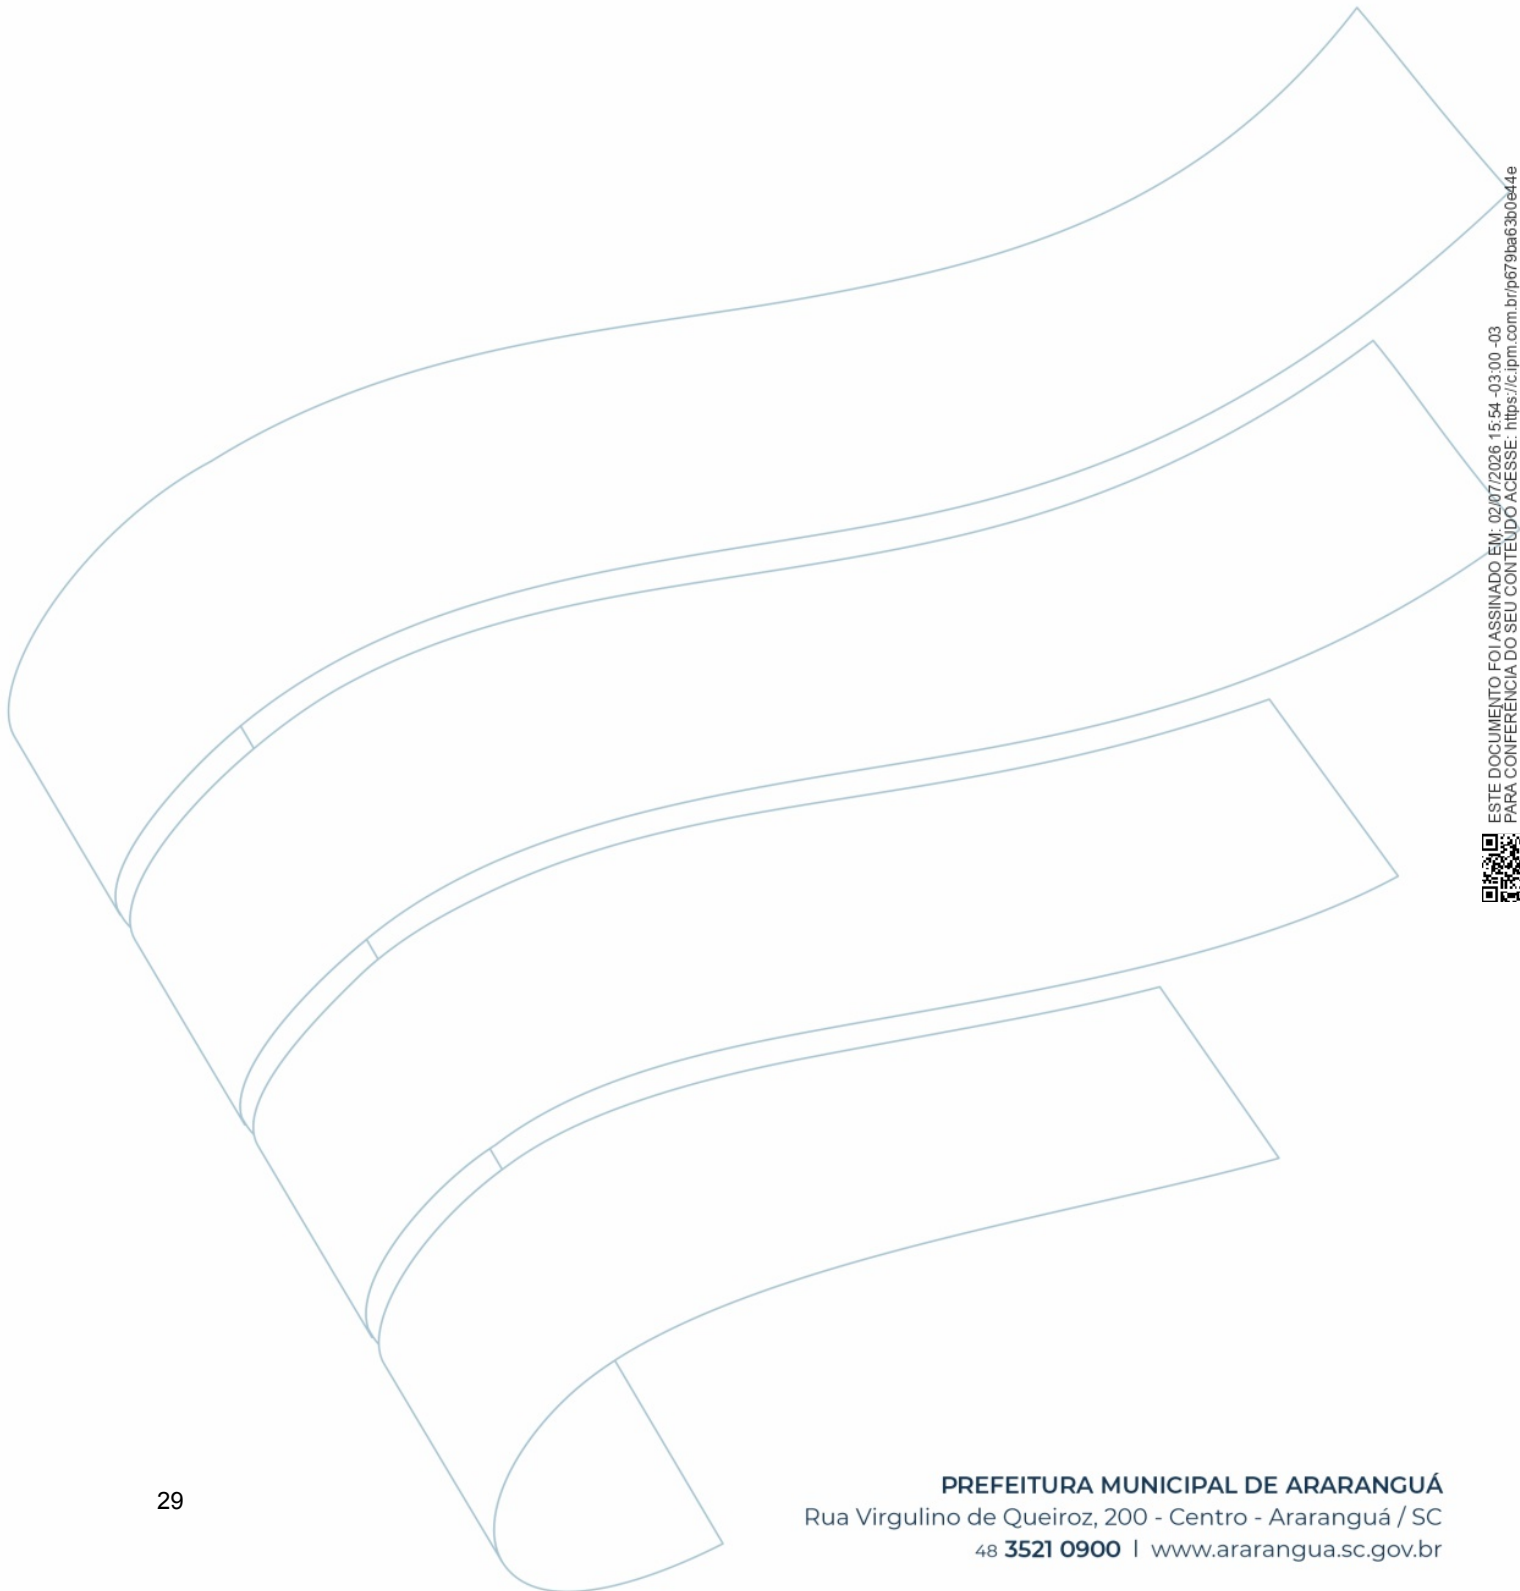 ESTE DOCUMENTO FOI ASSINADO EM: 02/07/2026 15:54 -03:00 -03
PARA CONFERÊNCIA DO SEU CONTEÚDO ACESSE: https://c.ipm.com.br/p679ba63b0e44e
29
PREFEITURA MUNICIPAL DE ARARANGUÁ
Rua Virgulino de Queiroz, 200 - Centro - Araranguá / SC
48 3521 0900 | www.ararangua.sc.gov.br